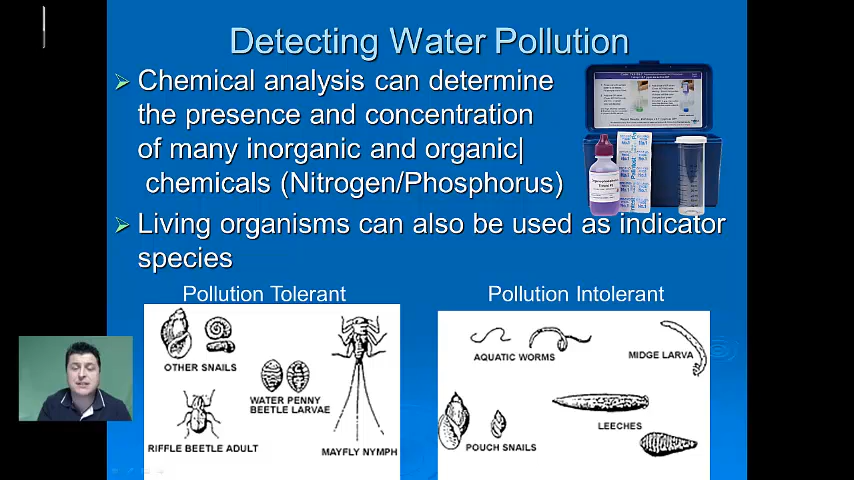 Detecting Water Pollution
Chemical analysis can determine
the presence and concentration
of many inorganic and organic
chemicals (Nitrogen/Phosphorus)
Living organisms can also be used as indicator
species
Pollution Tolerant
Pollution Intolerant
OTHER SNAILS
WATER PENNY
BEETLE LARVAE
RIFFLE BEETLE ADULT
MAYFLY NYMPH
AQUATIC WORMS
MIDGE LARVA
POUCH SNAILS
LEECHES